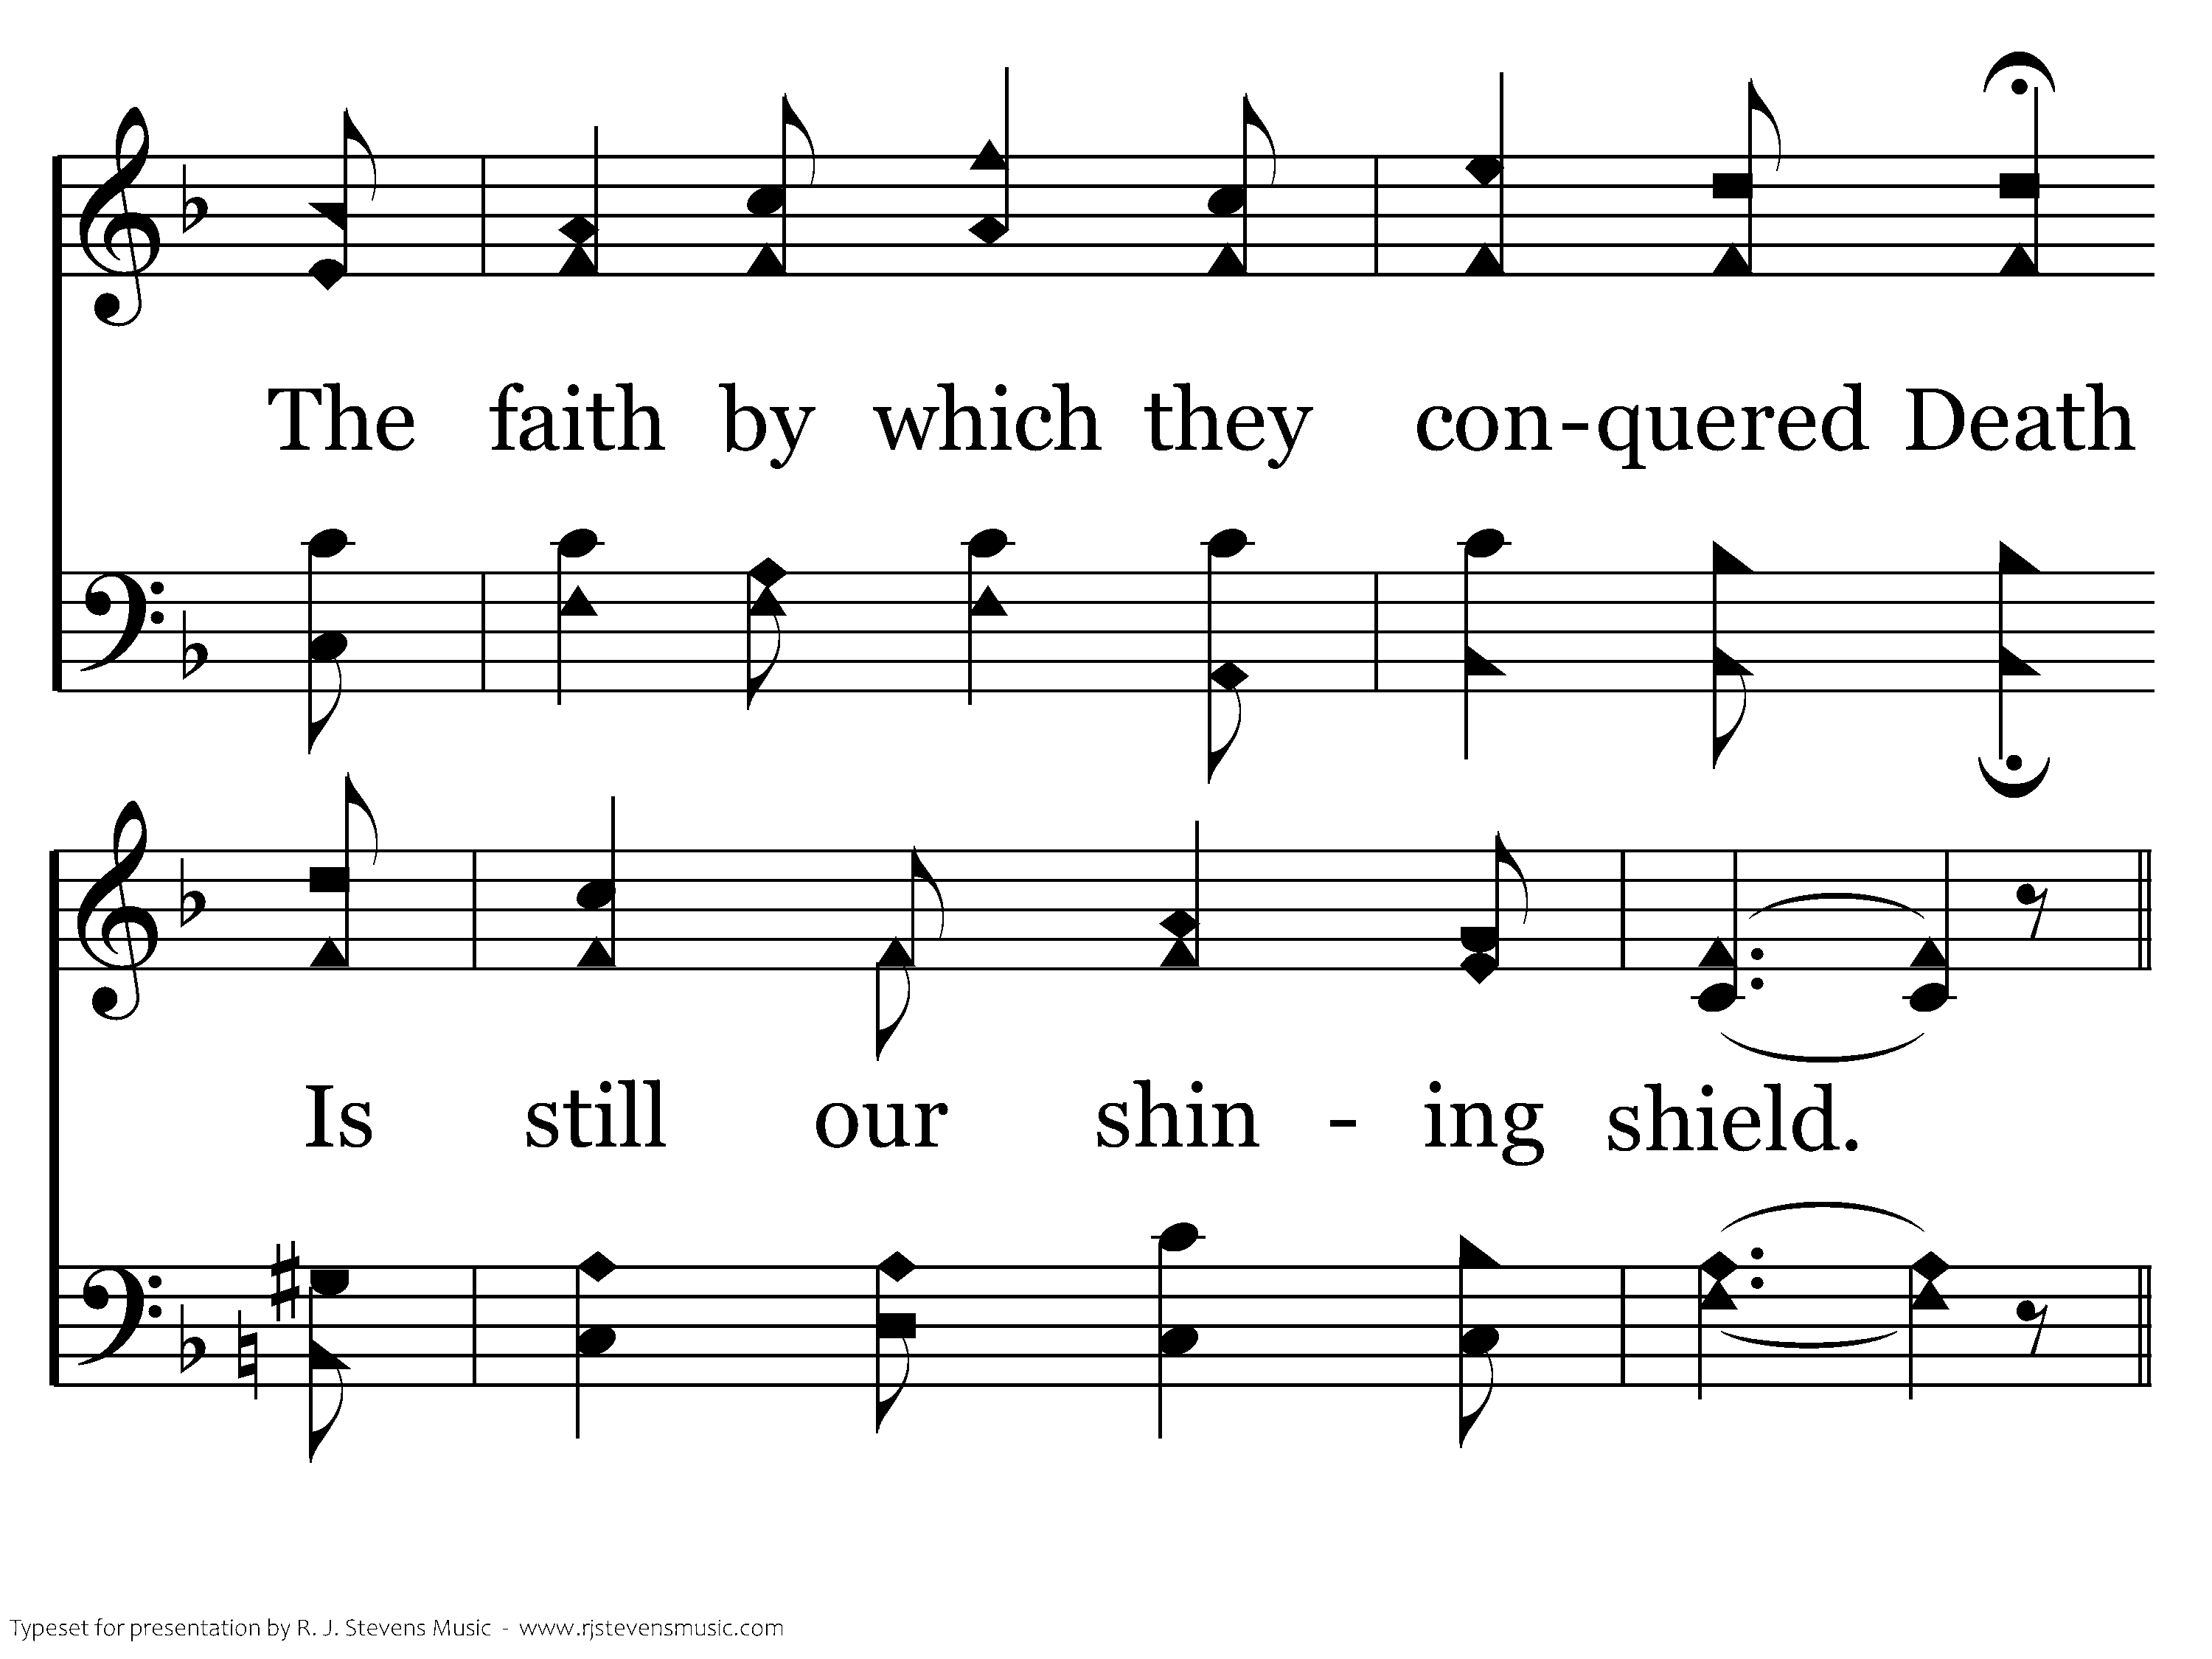 The faith by which they con-quered Death
Is still our shin - ing shield.
Typeset for presentation by R. J. Stevens Music - www.rjstevensmusic.com